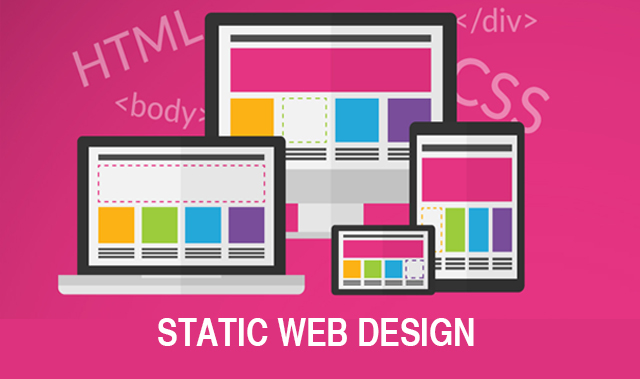 HTML
</div>
<body>
CSS
STATIC WEB DESIGN